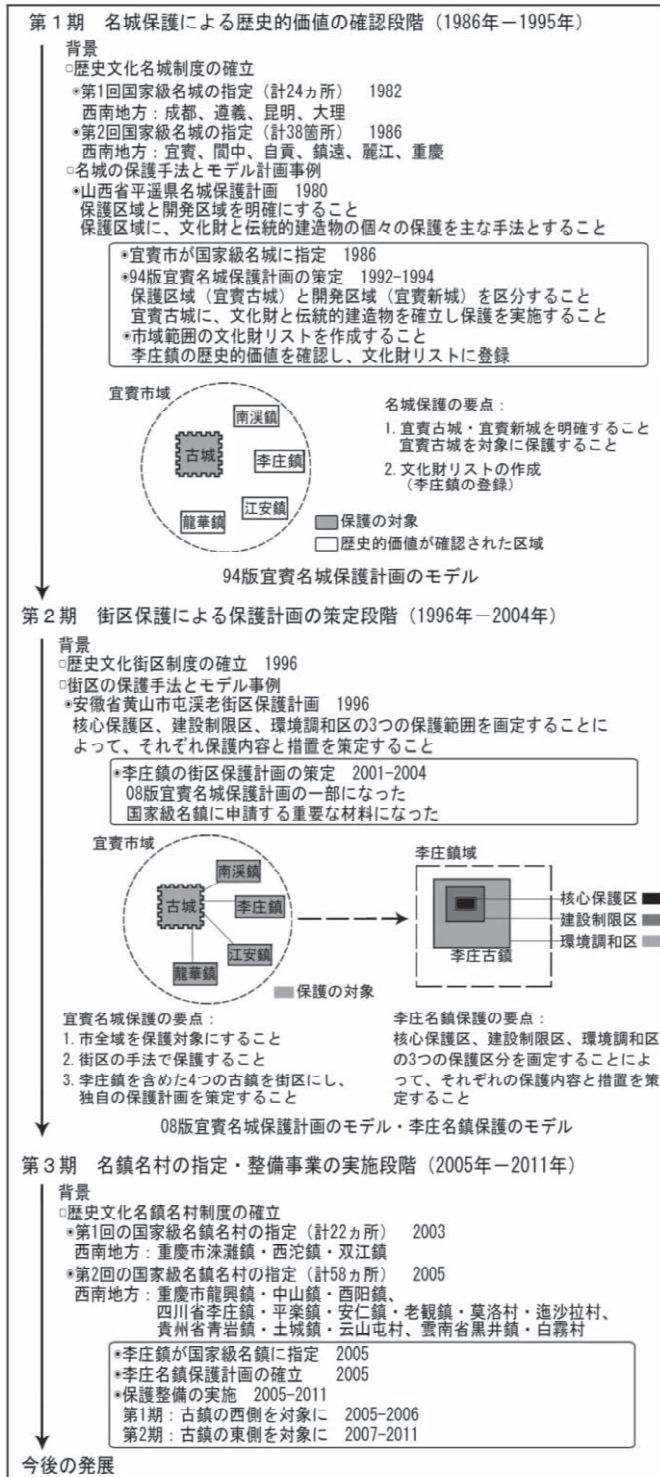 第1期　名城保護による歴史的価値の確認段階（1986年－1995年）
背景
□歴史文化名城制度の確立
◉第1回国家級名城の指定（計24ヵ所）　1982
西南地方：成都、遵義、昆明、大理
◉第2回国家級名城の指定（計38箇所）　1986
西南地方：宜賓、閬中、自貢、鎮遠、麗江、重慶
□名城の保護手法とモデル計画事例
◉山西省平遥県名城保護計画　1980
保護区域と開発区域を明確にすること
保護区域に、文化財と伝統的建造物の個々の保護を主な手法とすること
◉宜賓市が国家級名城に指定　1986
◉94版宜賓名城保護計画の策定　1992-1994
保護区域（宜賓古城）と開発区域（宜賓新城）を区分すること
宜賓古城に、文化財と伝統的建造物を確立し保護を実施すること
◉市域範囲の文化財リストを作成すること
李庄鎮の歴史的価値を確認し、文化財リストに登録
宜賓市域
南渓鎮
古城
李庄鎮
江安鎮
龍華鎮
名城保護の要点：
1. 宜賓古城・宜賓新城を明確すること
宜賓古城を対象に保護すること
2. 文化財リストの作成
（李庄鎮の登録）
保護の対象
歴史的価値が確認された区域
94版宜賓名城保護計画のモデル
第2期　街区保護による保護計画の策定段階（1996年－2004年）
背景
□歴史文化街区制度の確立　1996
□街区の保護手法とモデル事例
◉安徽省黄山市屯渓老街区保護計画　1996
核心保護区、建設制限区、環境調和区の3つの保護範囲を画定することに
よって、それぞれ保護内容と措置を策定すること
◉李庄鎮の街区保護計画の策定　2001-2004
08版宜賓名城保護計画の一部になった
国家級名鎮に申請する重要な材料になった
宜賓市域
南渓鎮
古城
李庄鎮
江安鎮
龍華鎮
保護の対象
李庄鎮域
核心保護区
建設制限区
環境調和区
李庄古鎮
宜賓名城保護の要点：
1. 市全域を保護対象にすること
2. 街区の手法で保護すること
3. 李庄鎮を含めた4つの古鎮を街区にし、
独自の保護計画を策定すること
李庄名鎮保護の要点：
核心保護区、建設制限区、環境調和区
の3つの保護区分を画定することによ
って、それぞれの保護内容と措置を策
定すること
08版宜賓名城保護計画のモデル・李庄名鎮保護のモデル
第3期　名鎮名村の指定・整備事業の実施段階（2005年－2011年）
背景
□歴史文化名鎮名村制度の確立
◉第1回の国家級名鎮名村の指定（計22ヵ所）　2003
西南地方：重慶市淶灘鎮・西沱鎮・双江鎮
◉第2回の国家級名鎮名村の指定（計58ヵ所）　2005
西南地方：重慶市龍興鎮・中山鎮・酉陽鎮、
四川省李庄鎮・平楽鎮・安仁鎮・老観鎮・莫洛村・迤沙拉村、
貴州省青岩鎮・土城鎮・云山屯村、雲南省黒井鎮・白霧村
◉李庄鎮が国家級名鎮に指定　2005
◉李庄名鎮保護計画の確立　2005
◉保護整備の実施　2005-2011
第1期：古鎮の西側を対象に　2005-2006
第2期：古鎮の東側を対象に　2007-2011
今後の発展